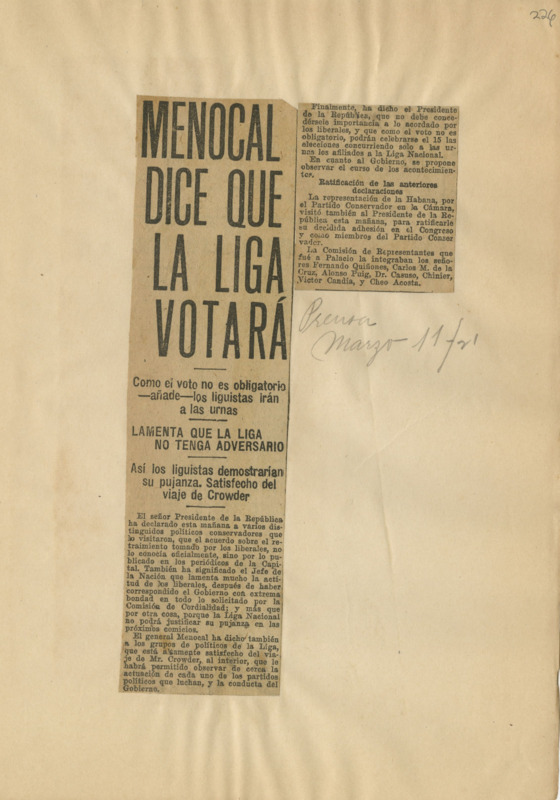 226
MENOCAL
DICE QUE
LA LIGA
VOTARÁ
Como el voto no es obligatorio
—añade—los liguistas irán
a las urnas
LAMENTA QUE LA LIGA
NO TENGA ADVERSARIO
Así los liguistas demostrarían
su pujanza. Satisfecho del
viaje de Crowder
El señor Presidente de la República
ha declarado esta mañana a varios dis-
tinguidos políticos conservadores que
lo visitaron, que el acuerdo sobre el re-
traimiento tomado por los liberales, no
lo conocía oficialmente, sino por lo pu-
blicado en los periódicos de la Capi-
tal. También ha significado el Jefe de
la Nación que lamenta mucho la acti-
tud de los liberales, después de haber
correspondido el Gobierno con extrema
bondad en todo lo solicitado por la
Comisión de Cordialidad; y más que
por otra cosa, porque la Liga Nacional
no podrá justificar su pujanza en las
próximos comicios.
El general Menocal ha dicho también
a los grupos de políticos de la Liga,
que está altamente satisfecho del via-
je de Mr. Crowder, al interior, que le
habrá permitido observar de cerca la
actuación de cada uno de los partidos
políticos que luchan, y la conducta del
Gobierno.
Finalmente, ha dicho el Presidente
de la República, que no debe conce-
dérsele importancia a lo acordado por
los liberales, y que como el voto no es
obligatorio, podrán celebrarse el 15 las
elecciones concurriendo solo a las ur-
nas los afiliados a la Liga Nacional.
En cuanto al Gobierno, se propone
observar el curso de los acontecimien-
tos.
Ratificación de las anteriores
declaraciones
La representación de la Habana, por
el Partido Conservador en la Cámara,
visitó también al Presidente de la Re-
pública esta mañana, para ratificarle
su decidida adhesión en el Congreso
y como miembros del Partido Conser
vador.
La Comisión de Representantes que
fué a Palacio la integraban los seño-
res Fernando Quiñones, Carlos M. de la
Cruz, Alonso Puig, Dr. Casuso, Chinier,
Victor Candía, y Cheo Acosta.
Prensa
Marzo 11/21